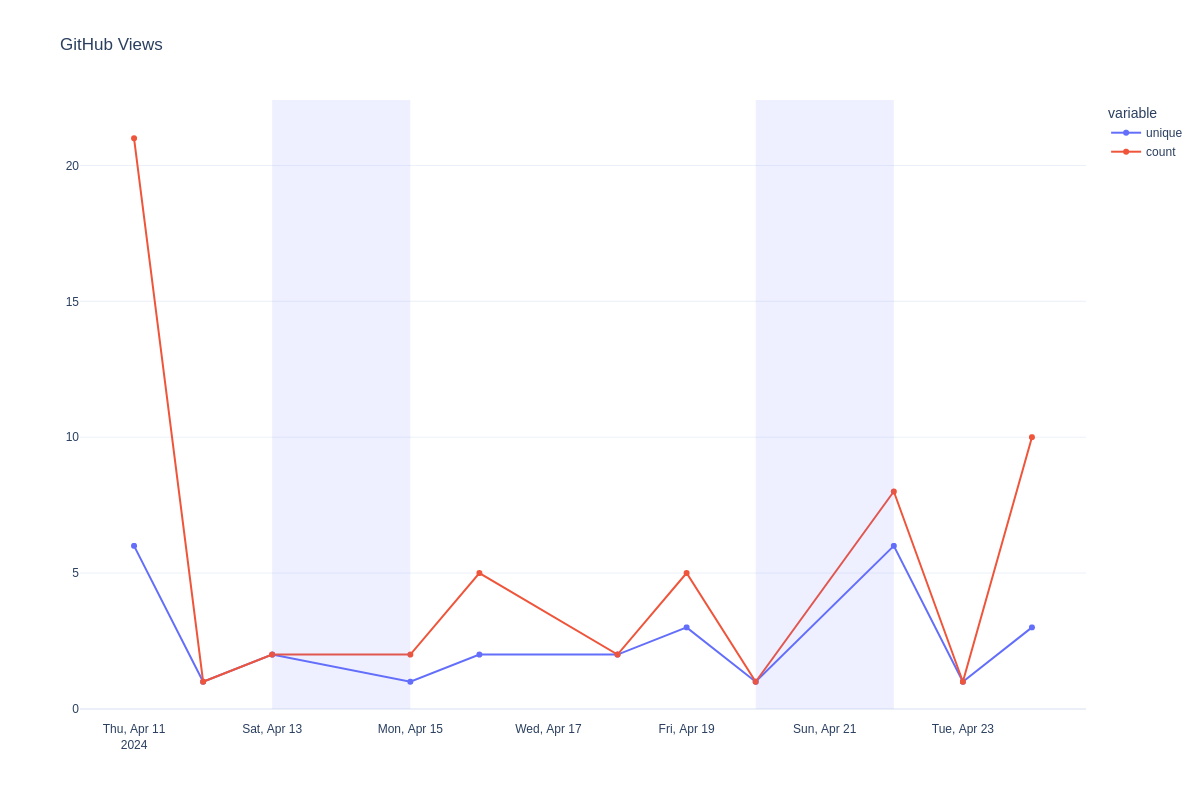 GitHub Views
variable
unique
count
20
15
10
5
0
Thu, Apr 11
2024
Sat, Apr 13
Mon, Apr 15
Wed, Apr 17
Fri, Apr 19
Sun, Apr 21
Tue, Apr 23